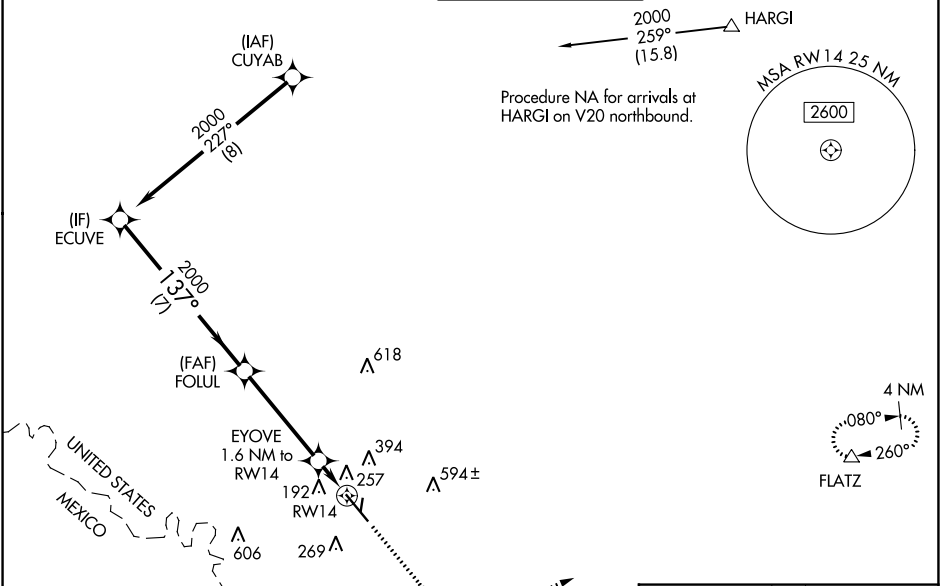 2000
259°
(15.8)
HARGI
Procedure NA for arrivals at
HARGI on V20 northbound.
MSA RW14 25 NM
2600
(IAF)
CUYAB
2000
227°
(8)
(IF)
ECUVE
2000
137°
(7)
(FAF)
FOLUL
618
EYOVE
1.6 NM to
RW14
394
257
192
RW14
594±
606
269
UNITED STATES
MEXICO
4 NM
080°
260°
FLATZ